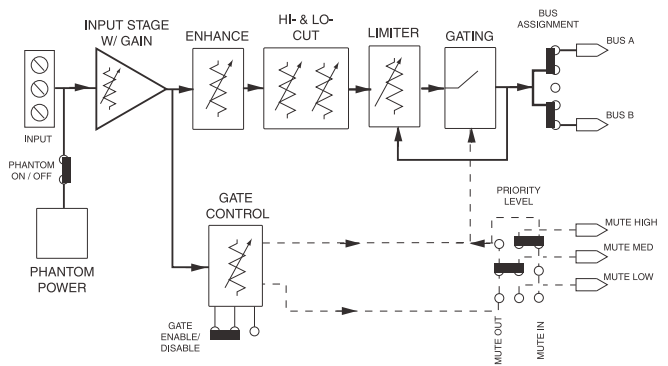 INPUT STAGE
W/ GAIN
ENHANCE
HI- & LO-
CUT
LIMITER
GATING
BUS
ASSIGNMENT
BUS A
BUS B
INPUT
PHANTOM
ON / OFF
PHANTOM
POWER
GATE
CONTROL
GATE
ENABLE/
DISABLE
PRIORITY
LEVEL
MUTE HIGH
MUTE MED
MUTE LOW
MUTE OUT
MUTE IN